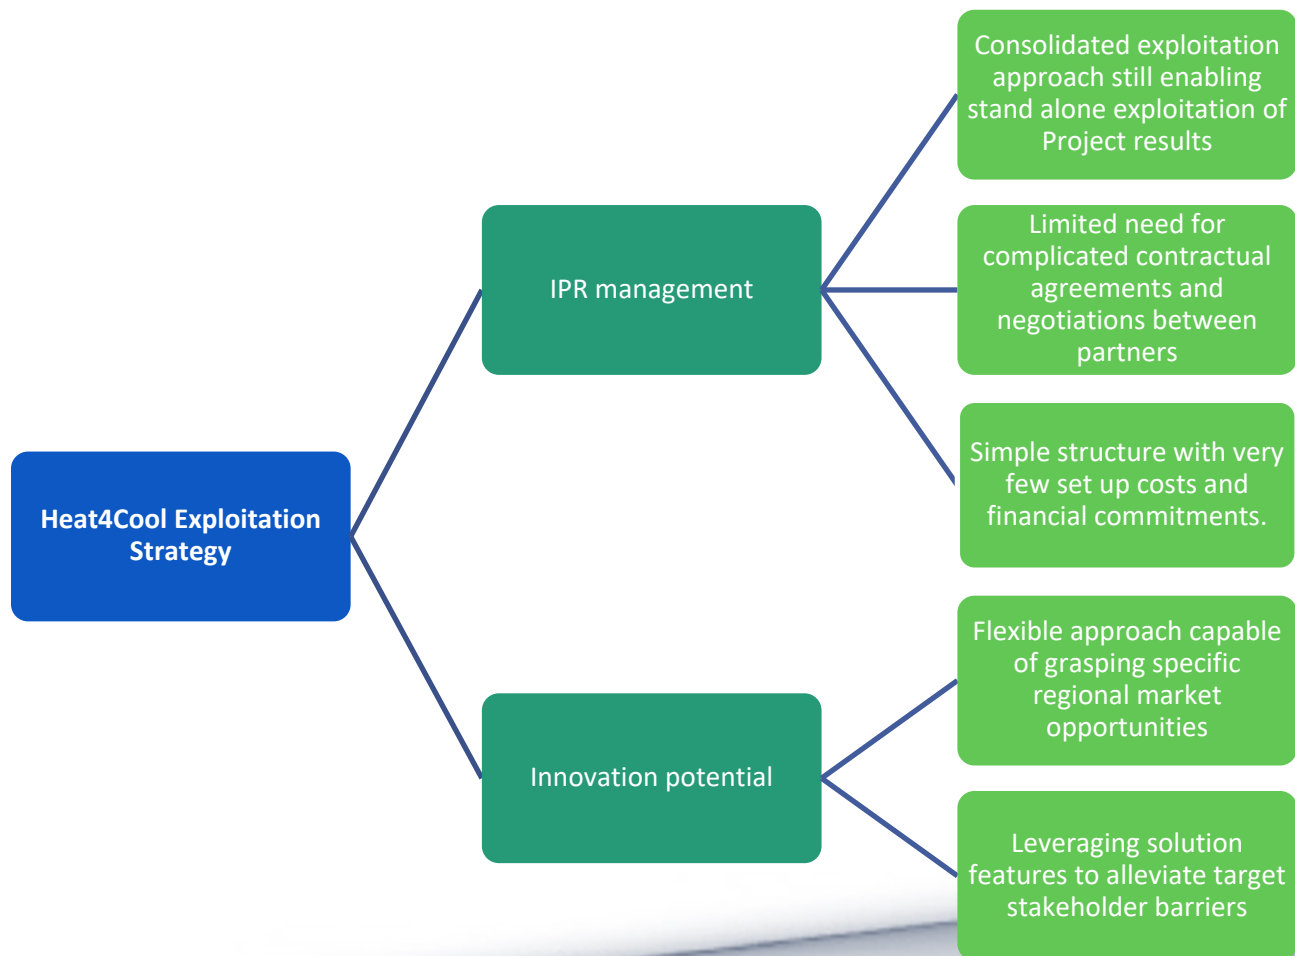 Consolidated exploitation
approach still enabling
stand alone exploitation of
Project results
IPR management
Limited need for
complicated contractual
agreements and
negotiations between
partners
Simple structure with very
few set up costs and
financial commitments.
Heat4Cool Exploitation
Strategy
Flexible approach capable
of grasping specific
regional market
opportunities
Innovation potential
Leveraging solution
features to alleviate target
stakeholder barriers